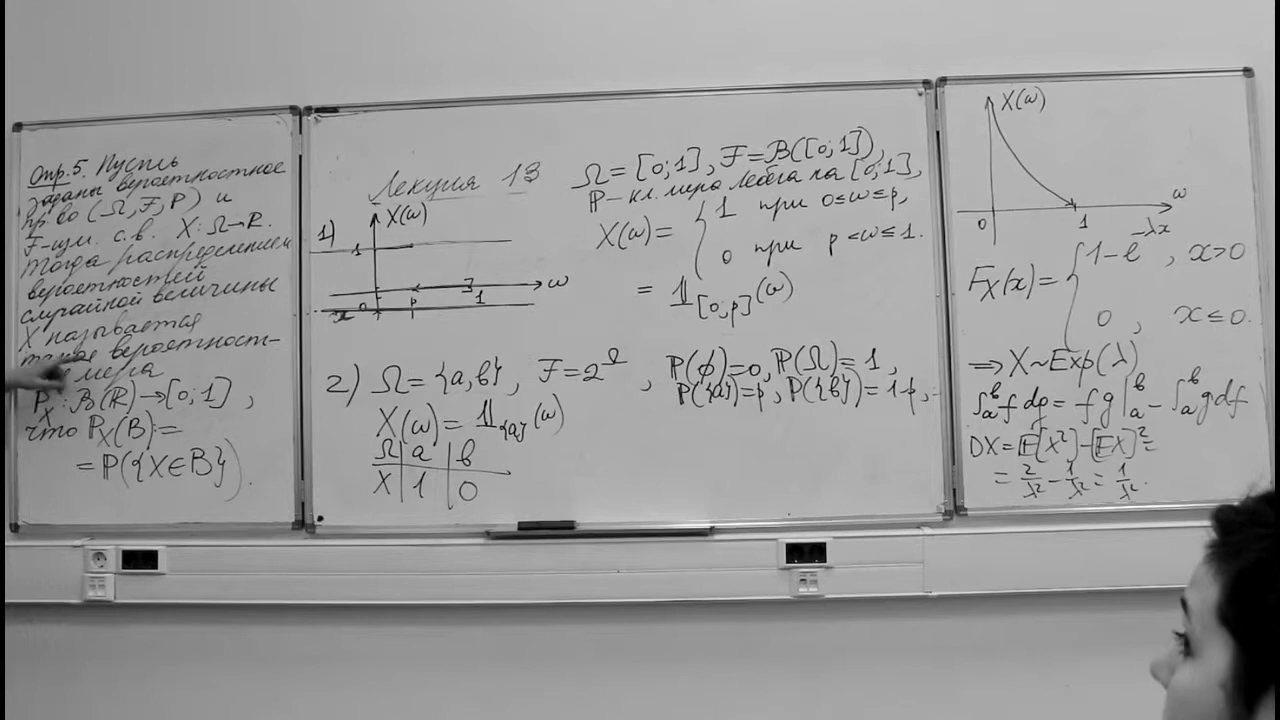 Опр.5. Пусть
заданы вероятностное
пр-во (Ω, F, P) и
F-изм. с.в. X: Ω→R.
Тогда распределением
вероятностей
случайной величины
X называется
такая вероятност-
мера
P_X: B(R)→[0;1],
что P_X(B):=
=P({X∈B}).
Лекция 13
1)
X(ω)
1
0
p
1
ω
x
Ω=[0;1], F=B([0;1]),
P-кл. мера Лебега на [0;1],
X(ω)= { 1 при 0≤ω≤p,
0 при p<ω≤1.
= 𝟙_[0;p](ω)
2) Ω={a,b}, F=2^Ω, P(∅)=0, P(Ω)=1,
P({a})=p, P({b})=1-p,
X(ω)=𝟙_{a}(ω)
Ω | a | b
X | 1 | 0
X(ω)
0
1
ω
F_X(x)= { 1-e^{-λx}, x>0
0, x≤0.
⇒ X~Exp(λ)
∫_a^b f dg = fg|_a^b - ∫_a^b g df
DX=E[X²]-[EX]²=
= 2/λ² - 1/λ² = 1/λ².